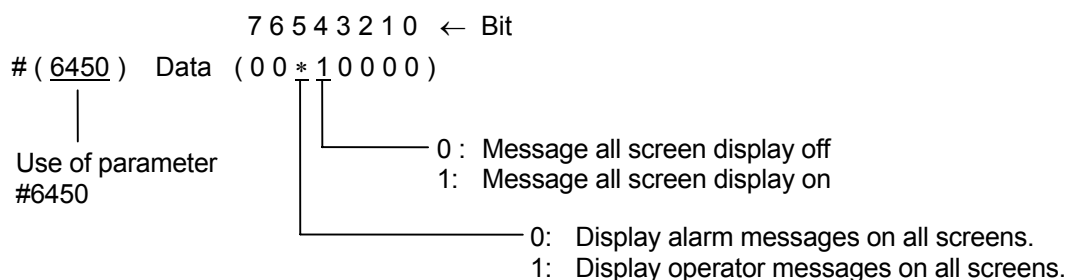 7 6 5 4 3 2 1 0 ← Bit
# ( 6450 ) Data ( 0 0 * 1 0 0 0 0 )
0 : Message all screen display off
1: Message all screen display on
Use of parameter
#6450
0: Display alarm messages on all screens.
1: Display operator messages on all screens.